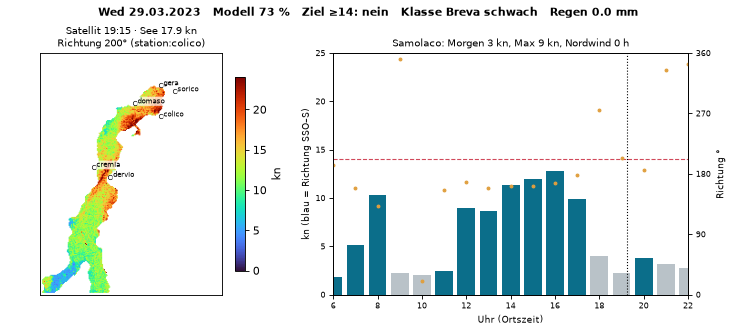 Wed 29.03.2023   Modell 73 %   Ziel ≥14: nein   Klasse Breva schwach   Regen 0.0 mm
Satellit 19:15 · See 17.9 kn
Richtung 200° (station:colico)
gera
sorico
domaso
colico
cremia
dervio
20
15
10
5
0
kn
Samolaco: Morgen 3 kn, Max 9 kn, Nordwind 0 h
25
20
15
10
5
0
kn (blau = Richtung SSO-S)
360
270
180
90
0
Richtung °
6 8 10 12 14 16 18 20 22
Uhr (Ortszeit)